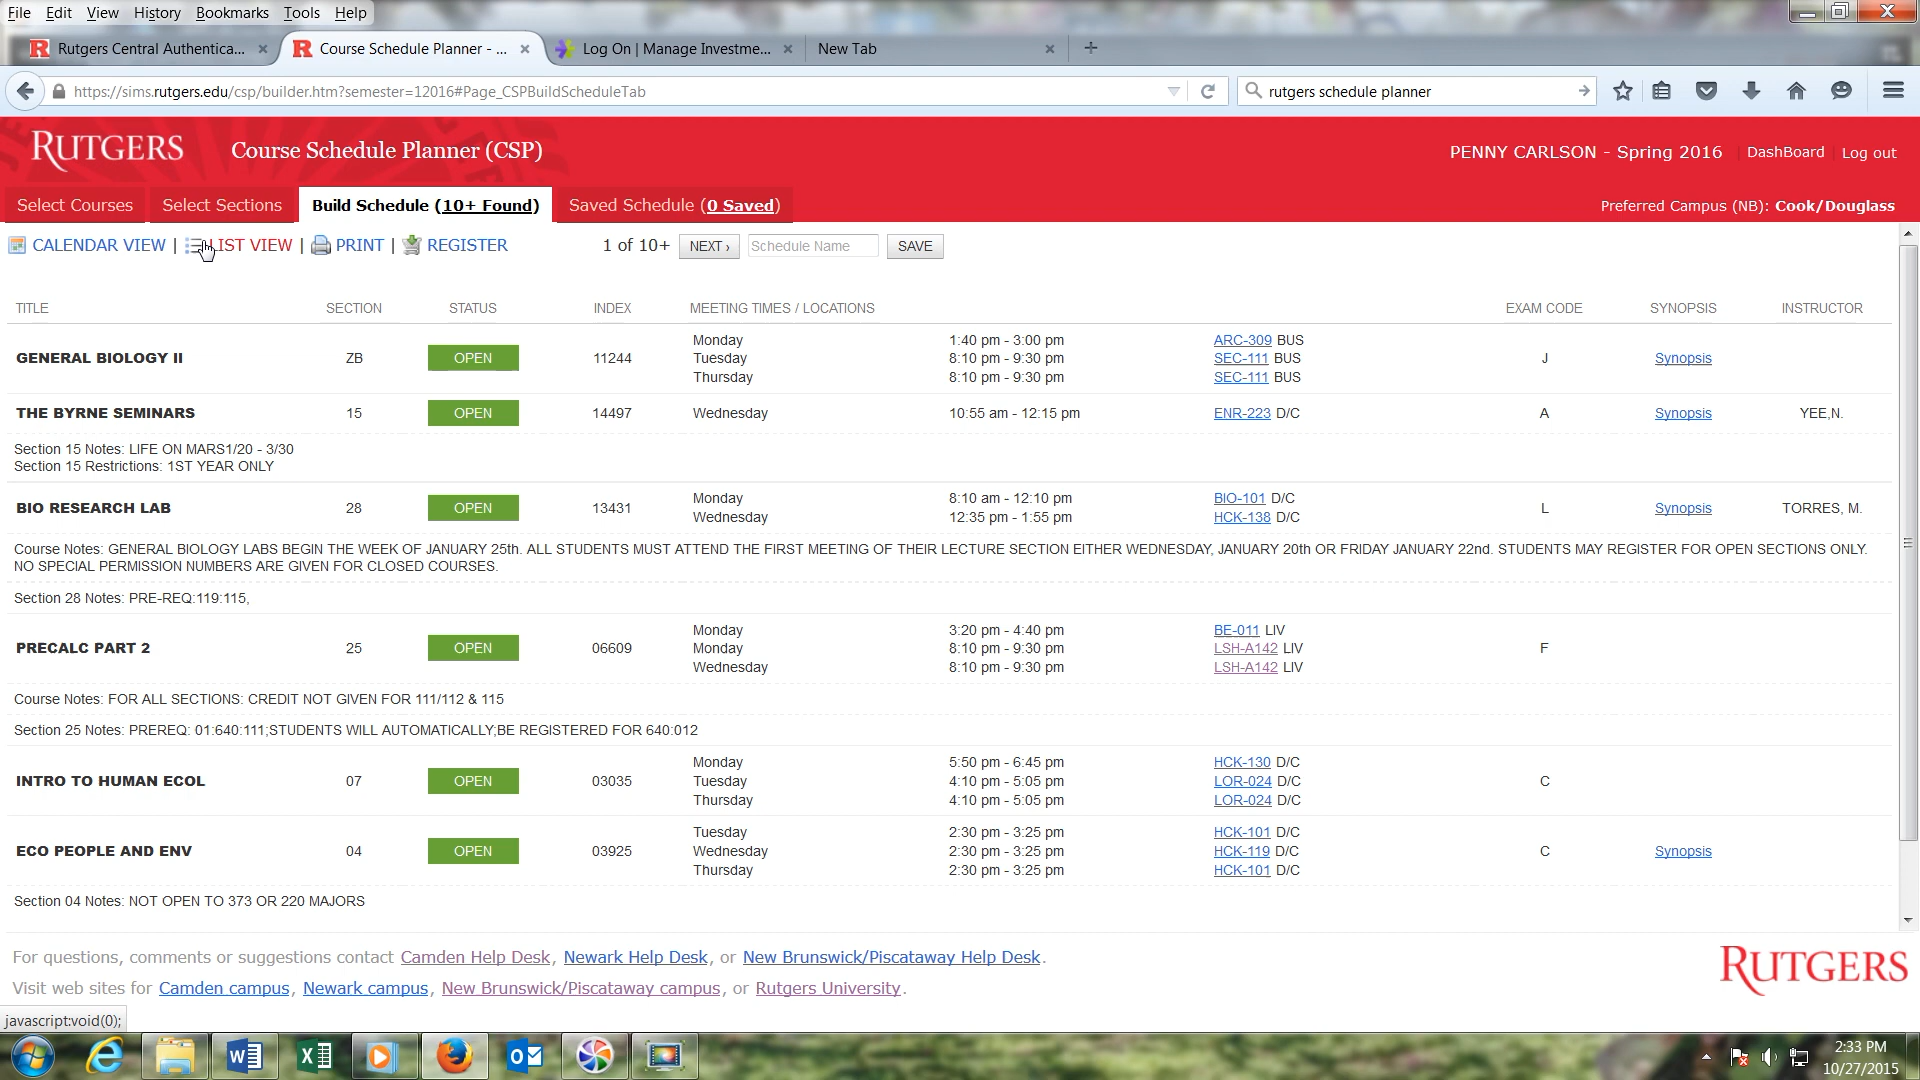 File Edit View History Bookmarks Tools Help
Rutgers Central Authentica... × Course Schedule Planner - ... × Log On | Manage Investme... × New Tab × +
https://sims.rutgers.edu/csp/builder.htm?semester=12016#Page_CSPBuildScheduleTab rutgers schedule planner
RUTGERS Course Schedule Planner (CSP) PENNY CARLSON - Spring 2016 DashBoard Log out
Select Courses Select Sections Build Schedule (10+ Found) Saved Schedule (0 Saved) Preferred Campus (NB): Cook/Douglass
CALENDAR VIEW | LIST VIEW | PRINT | REGISTER 1 of 10+ NEXT › Schedule Name SAVE
TITLE SECTION STATUS INDEX MEETING TIMES / LOCATIONS EXAM CODE SYNOPSIS INSTRUCTOR
Monday 1:40 pm - 3:00 pm ARC-309 BUS
GENERAL BIOLOGY II ZB OPEN 11244 Tuesday 8:10 pm - 9:30 pm SEC-111 BUS J Synopsis
Thursday 8:10 pm - 9:30 pm SEC-111 BUS
THE BYRNE SEMINARS 15 OPEN 14497 Wednesday 10:55 am - 12:15 pm ENR-223 D/C A Synopsis YEE,N.
Section 15 Notes: LIFE ON MARS1/20 - 3/30
Section 15 Restrictions: 1ST YEAR ONLY
Monday 8:10 am - 12:10 pm BIO-101 D/C
BIO RESEARCH LAB 28 OPEN 13431 L Synopsis TORRES, M.
Wednesday 12:35 pm - 1:55 pm HCK-138 D/C
Course Notes: GENERAL BIOLOGY LABS BEGIN THE WEEK OF JANUARY 25th. ALL STUDENTS MUST ATTEND THE FIRST MEETING OF THEIR LECTURE SECTION EITHER WEDNESDAY, JANUARY 20th OR FRIDAY JANUARY 22nd. STUDENTS MAY REGISTER FOR OPEN SECTIONS ONLY.
NO SPECIAL PERMISSION NUMBERS ARE GIVEN FOR CLOSED COURSES.
Section 28 Notes: PRE-REQ:119:115,
Monday 3:20 pm - 4:40 pm BE-011 LIV
PRECALC PART 2 25 OPEN 06609 Monday 8:10 pm - 9:30 pm LSH-A142 LIV F
Wednesday 8:10 pm - 9:30 pm LSH-A142 LIV
Course Notes: FOR ALL SECTIONS: CREDIT NOT GIVEN FOR 111/112 & 115
Section 25 Notes: PREREQ: 01:640:111;STUDENTS WILL AUTOMATICALLY;BE REGISTERED FOR 640:012
Monday 5:50 pm - 6:45 pm HCK-130 D/C
INTRO TO HUMAN ECOL 07 OPEN 03035 Tuesday 4:10 pm - 5:05 pm LOR-024 D/C C
Thursday 4:10 pm - 5:05 pm LOR-024 D/C
Tuesday 2:30 pm - 3:25 pm HCK-101 D/C
ECO PEOPLE AND ENV 04 OPEN 03925 Wednesday 2:30 pm - 3:25 pm HCK-119 D/C C Synopsis
Thursday 2:30 pm - 3:25 pm HCK-101 D/C
Section 04 Notes: NOT OPEN TO 373 OR 220 MAJORS
For questions, comments or suggestions contact Camden Help Desk, Newark Help Desk, or New Brunswick/Piscataway Help Desk.
Visit web sites for Camden campus, Newark campus, New Brunswick/Piscataway campus, or Rutgers University.
RUTGERS
javascript:void(0);
2:33 PM
10/27/2015